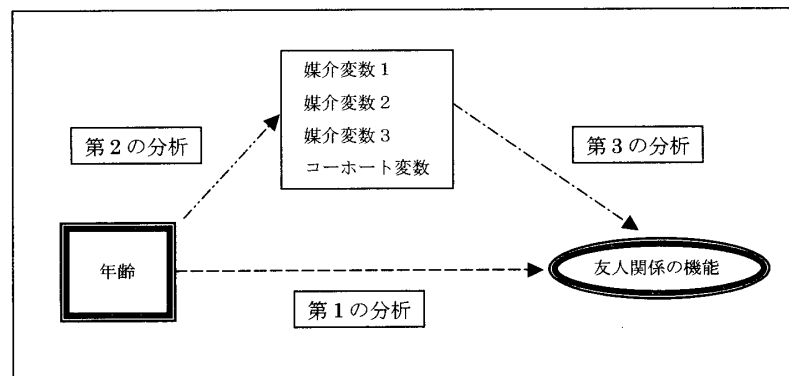 媒介変数1
媒介変数2
媒介変数3
コーホート変数
第2の分析
第3の分析
年齢
友人関係の機能
第1の分析